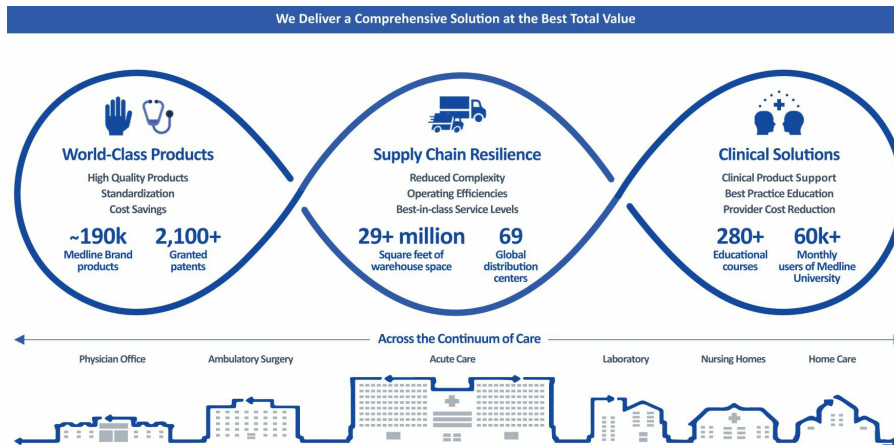 We Deliver a Comprehensive Solution at the Best Total Value
World-Class Products
High Quality Products
Standardization
Cost Savings
~190k
Medline Brand
products
2,100+
Granted
patents
Supply Chain Resilience
Reduced Complexity
Operating Efficiencies
Best-in-class Service Levels
29+ million
Square feet of
warehouse space
69
Global
distribution
centers
Clinical Solutions
Clinical Product Support
Best Practice Education
Provider Cost Reduction
280+
Educational
courses
60k+
Monthly
users of Medline
University
Across the Continuum of Care
Physician Office
Ambulatory Surgery
Acute Care
Laboratory
Nursing Homes
Home Care